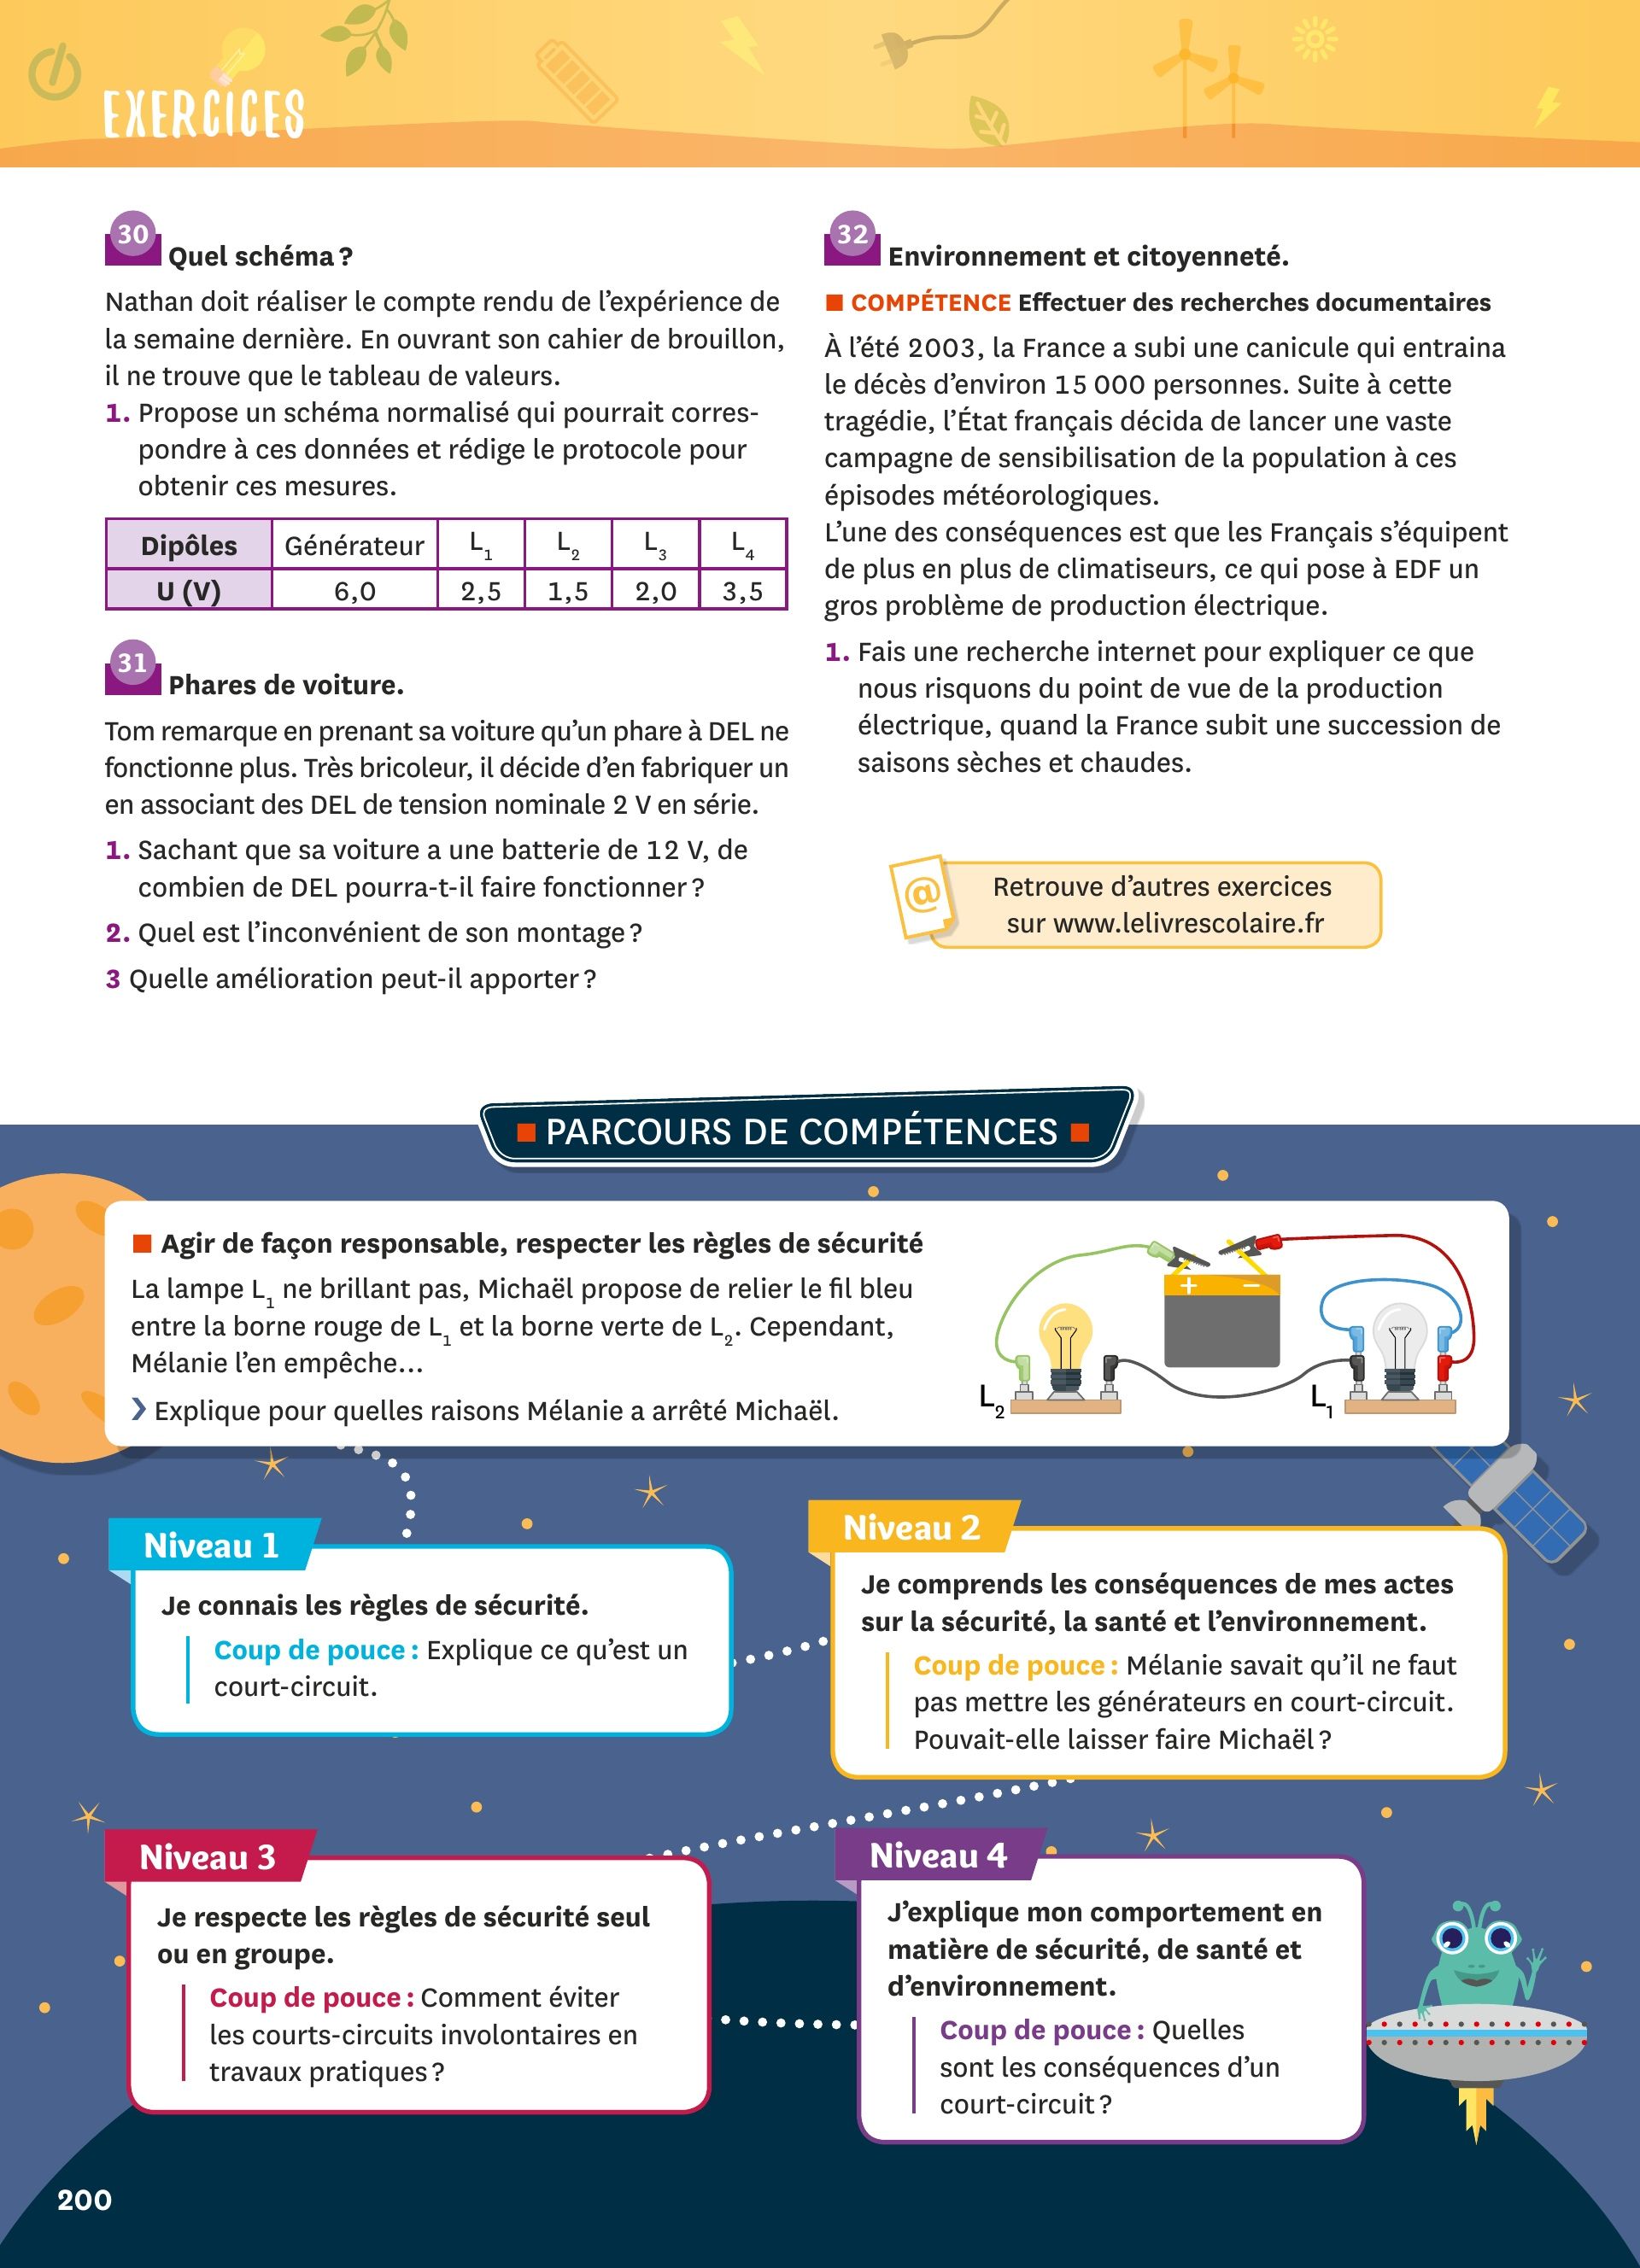 EXERCICES
30 Quel schéma ?
Nathan doit réaliser le compte rendu de l’expérience de
la semaine dernière. En ouvrant son cahier de brouillon,
il ne trouve que le tableau de valeurs.
1. Propose un schéma normalisé qui pourrait corres-
pondre à ces données et rédige le protocole pour
obtenir ces mesures.
Dipôles Générateur L1 L2 L3 L4
U (V) 6,0 2,5 1,5 2,0 3,5
31 Phares de voiture.
Tom remarque en prenant sa voiture qu’un phare à DEL ne
fonctionne plus. Très bricoleur, il décide d’en fabriquer un
en associant des DEL de tension nominale 2 V en série.
1. Sachant que sa voiture a une batterie de 12 V, de
combien de DEL pourra-t-il faire fonctionner ?
2. Quel est l’inconvénient de son montage ?
3 Quelle amélioration peut-il apporter ?
32 Environnement et citoyenneté.
COMPÉTENCE Effectuer des recherches documentaires
À l’été 2003, la France a subi une canicule qui entraina
le décès d’environ 15 000 personnes. Suite à cette
tragédie, l’État français décida de lancer une vaste
campagne de sensibilisation de la population à ces
épisodes météorologiques.
L’une des conséquences est que les Français s’équipent
de plus en plus de climatiseurs, ce qui pose à EDF un
gros problème de production électrique.
1. Fais une recherche internet pour expliquer ce que
nous risquons du point de vue de la production
électrique, quand la France subit une succession de
saisons sèches et chaudes.
@
Retrouve d’autres exercices
sur www.lelivrescolaire.fr
PARCOURS DE COMPÉTENCES
Agir de façon responsable, respecter les règles de sécurité
La lampe L1 ne brillant pas, Michaël propose de relier le fil bleu
entre la borne rouge de L1 et la borne verte de L2. Cependant,
Mélanie l’en empêche...
Explique pour quelles raisons Mélanie a arrêté Michaël.
+ −
L2
L1
Niveau 1
Je connais les règles de sécurité.
Coup de pouce : Explique ce qu’est un
court-circuit.
Niveau 2
Je comprends les conséquences de mes actes
sur la sécurité, la santé et l’environnement.
Coup de pouce : Mélanie savait qu’il ne faut
pas mettre les générateurs en court-circuit.
Pouvait-elle laisser faire Michaël ?
Niveau 3
Je respecte les règles de sécurité seul
ou en groupe.
Coup de pouce : Comment éviter
les courts-circuits involontaires en
travaux pratiques ?
Niveau 4
J’explique mon comportement en
matière de sécurité, de santé et
d’environnement.
Coup de pouce : Quelles
sont les conséquences d’un
court-circuit ?
200